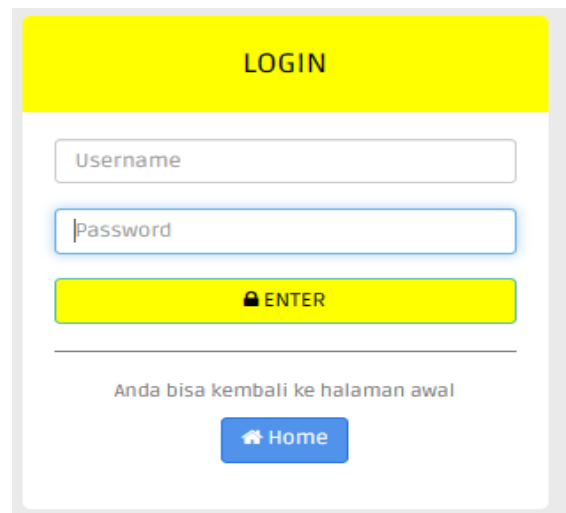 LOGIN
Username
Password
ENTER
Anda bisa kembali ke halaman awal
Home